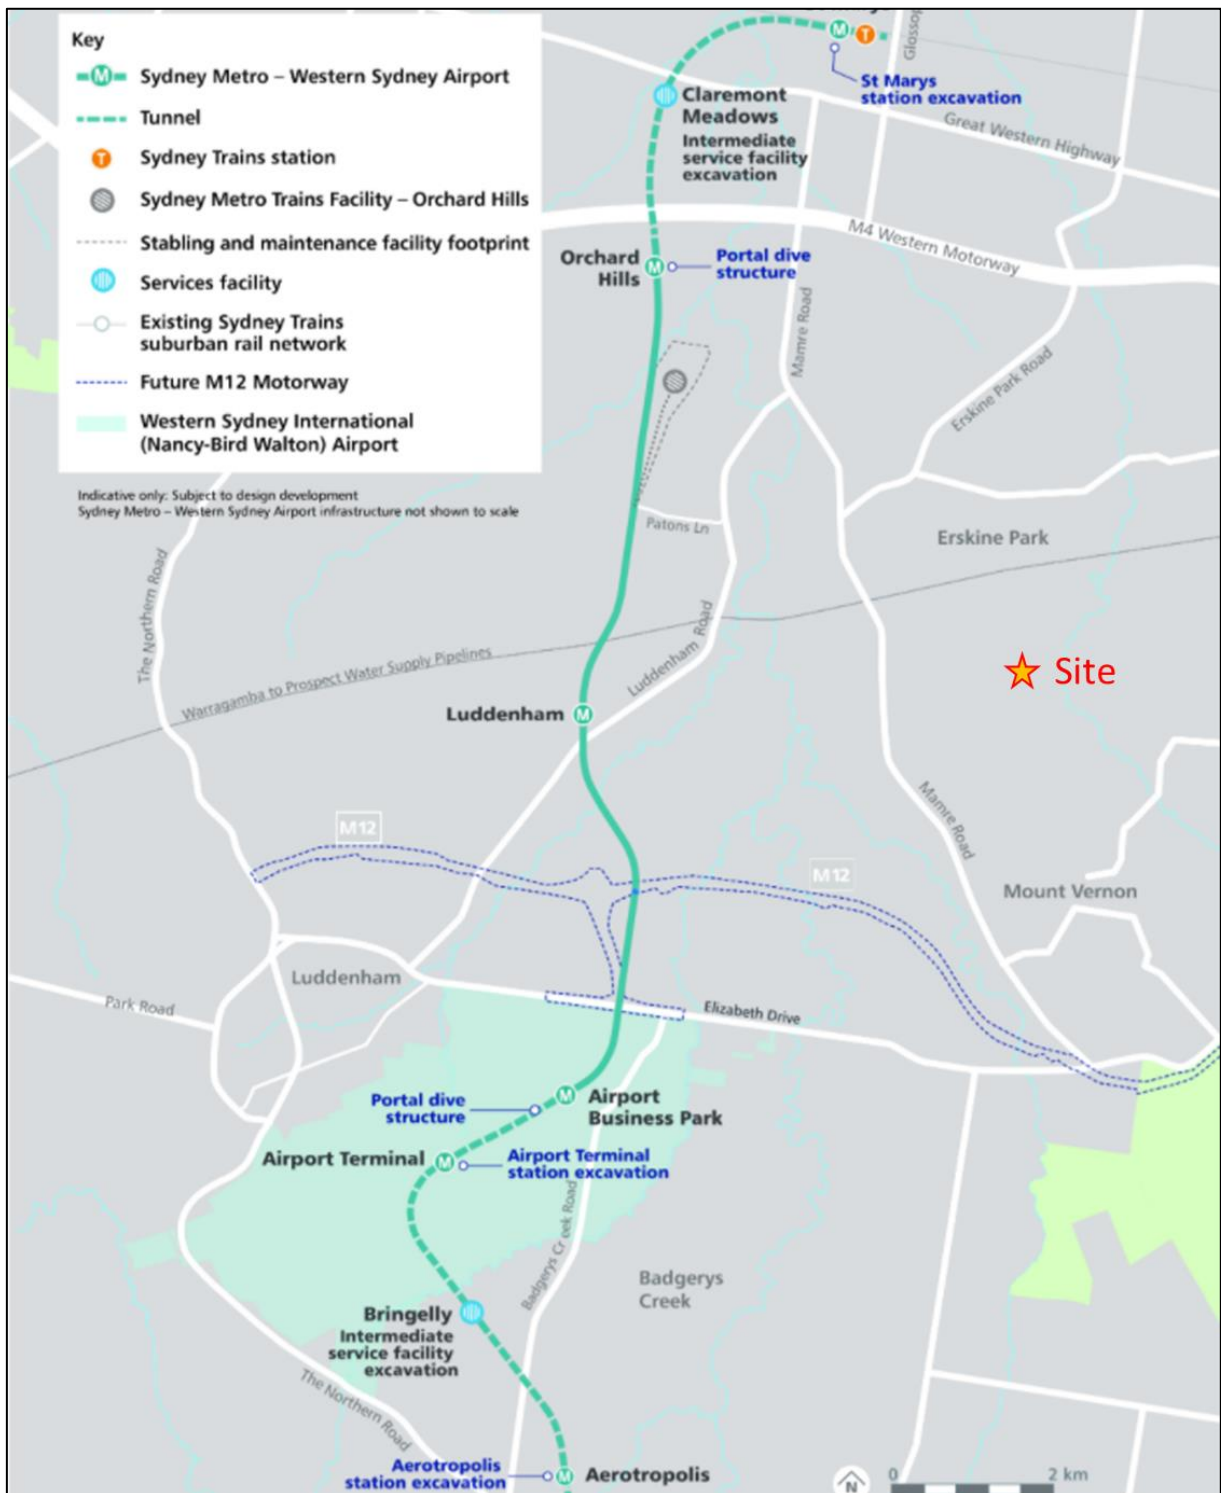 Key
M
Sydney Metro – Western Sydney Airport
Tunnel
T
Sydney Trains station
Sydney Metro Trains Facility – Orchard Hills
Stabling and maintenance facility footprint
Services facility
Existing Sydney Trains
suburban rail network
Future M12 Motorway
Western Sydney International
(Nancy-Bird Walton) Airport
Indicative only: Subject to design development
Sydney Metro – Western Sydney Airport infrastructure not shown to scale
M
T
St Marys
station excavation
Claremont
Meadows
Intermediate
service facility
excavation
Great Western Highway
M4 Western Motorway
Orchard
Hills
M
Portal dive
structure
Mamre Road
Erskine Park Road
Patons Ln
Erskine Park
The Northern Road
Warragamba to Prospect Water Supply Pipelines
Luddenham Road
Site
Luddenham
M
Mamre Road
M12
M12
Mount Vernon
Luddenham
Park Road
Elizabeth Drive
Portal dive
structure
M
Airport
Business Park
Airport Terminal
M
Airport Terminal
station excavation
Badgerys Creek Road
Badgerys
Creek
Bringelly
Intermediate
service facility
excavation
The Northern Road
Aerotropolis
station excavation
M
Aerotropolis
N
0
2 km